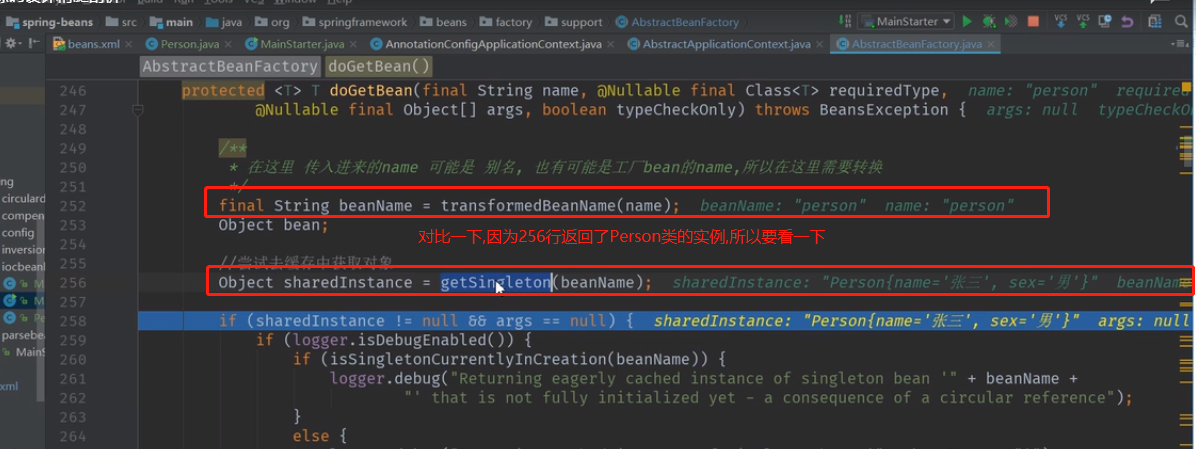 spring-beans src main java org springframework beans factory support AbstractBeanFactory MainStarter
beans.xml Person.java MainStarter.java AnnotationConfigApplicationContext.java AbstractApplicationContext.java AbstractBeanFactory.java
AbstractBeanFactory doGetBean()
246 protected <T> T doGetBean(final String name, @Nullable final Class<T> requiredType, name: "person" required
247 @Nullable final Object[] args, boolean typeCheckOnly) throws BeansException { args: null typeCheckO
248
249 /**
250 * 在这里 传入进来的name 可能是 别名, 也有可能是工厂bean的name,所以在这里需要转换
251 */
252 final String beanName = transformedBeanName(name); beanName: "person" name: "person"
253 Object bean;
254 对比一下,因为256行返回了Person类的实例,所以要看一下
255 //尝试去缓存中获取对象
256 Object sharedInstance = getSingleton(beanName); sharedInstance: "Person{name='张三', sex='男'}" beanName
257
258 if (sharedInstance != null && args == null) { sharedInstance: "Person{name='张三', sex='男'}" args: null
259 if (logger.isDebugEnabled()) {
260 if (isSingletonCurrentlyInCreation(beanName)) {
261 logger.debug("Returning eagerly cached instance of singleton bean '" + beanName +
262 "' that is not fully initialized yet - a consequence of a circular reference");
263 }
264 else {
ng
circulard
compen
config
inversion
iocbeanl
parsebea
MainS
xml